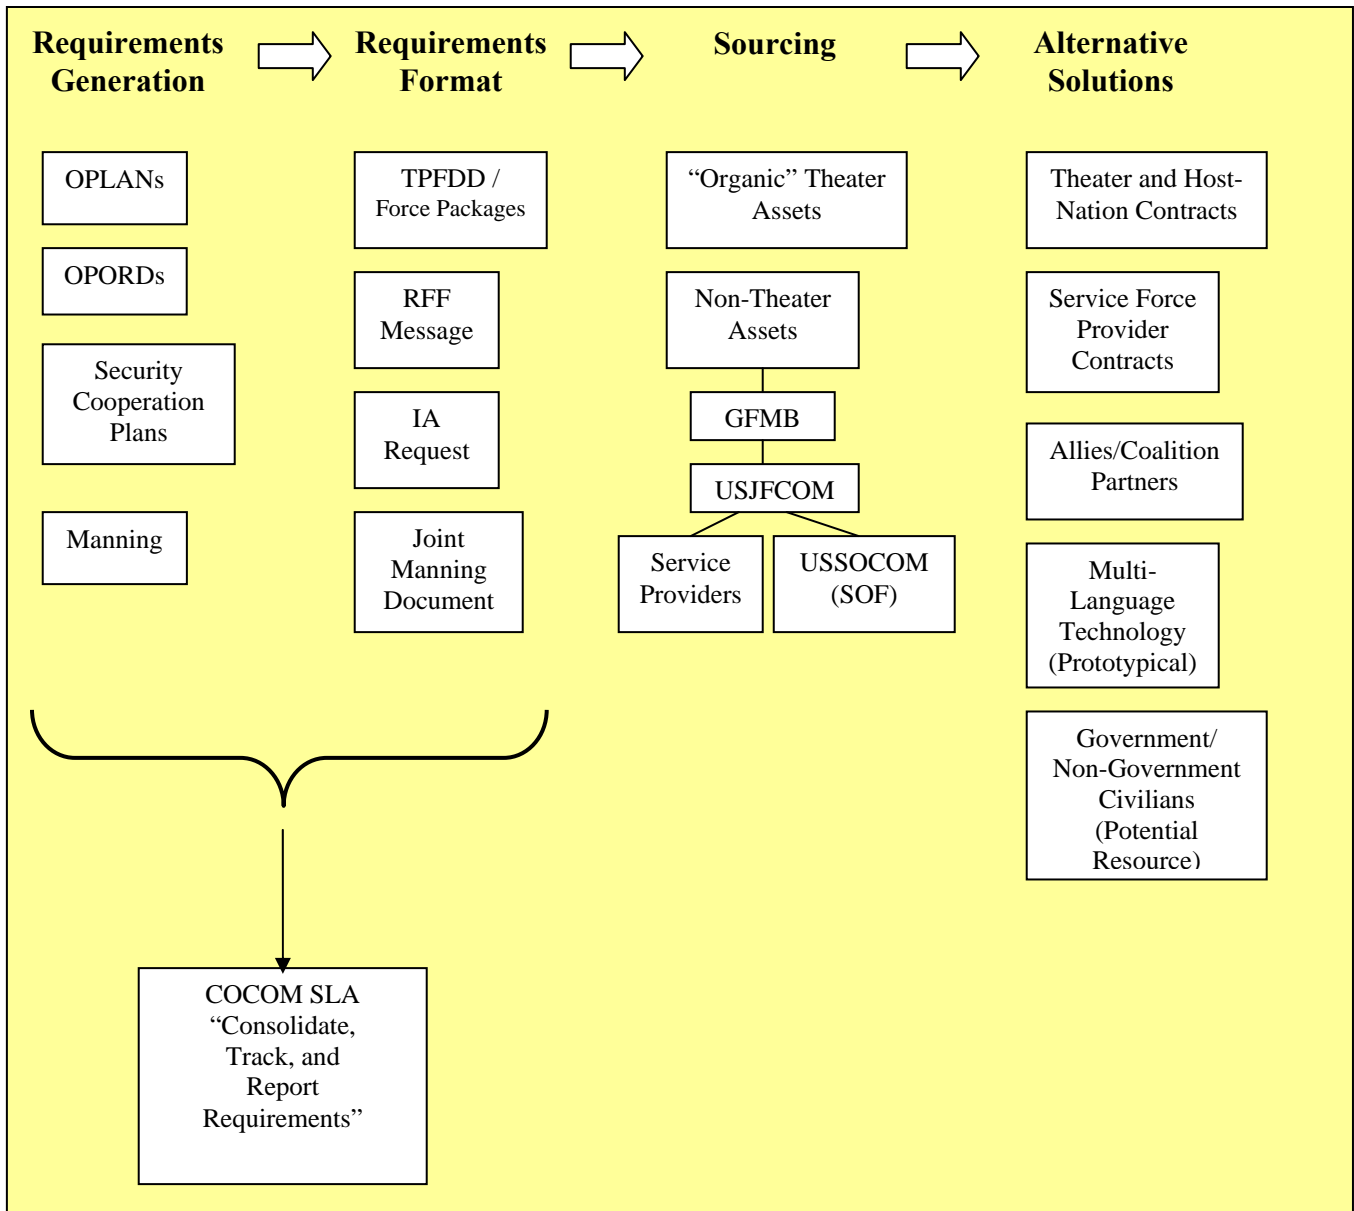 Requirements
Generation
Requirements
Format
Sourcing
Alternative
Solutions
OPLANs
OPORDs
Security
Cooperation
Plans
Manning
TPFDD /
Force Packages
RFF
Message
IA
Request
Joint
Manning
Document
“Organic” Theater
Assets
Non-Theater
Assets
GFMB
USJFCOM
Service
Providers
USSOCOM
(SOF)
Theater and Host-
Nation Contracts
Service Force
Provider
Contracts
Allies/Coalition
Partners
Multi-
Language
Technology
(Prototypical)
Government/
Non-Government
Civilians
(Potential
Resource)
COCOM SLA
“Consolidate,
Track, and
Report
Requirements”